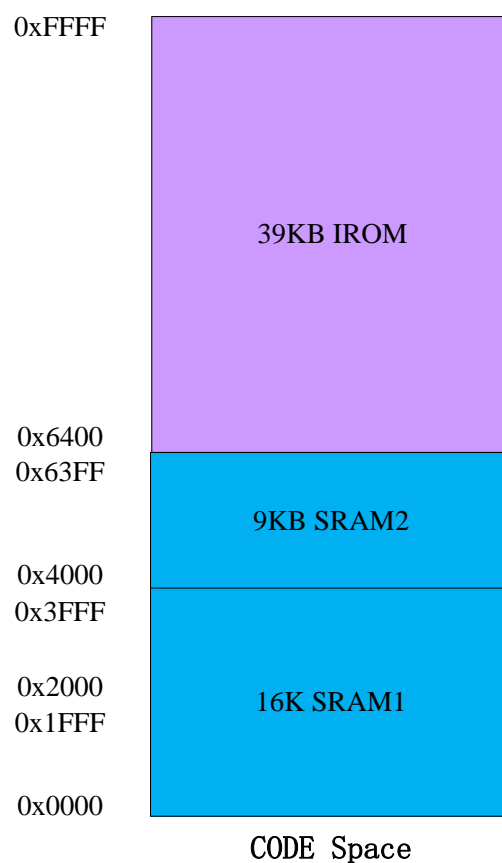 0xFFFF
39KB IROM
0x6400
0x63FF
9KB SRAM2
0x4000
0x3FFF
0x2000
16K SRAM1
0x1FFF
0x0000
CODE Space